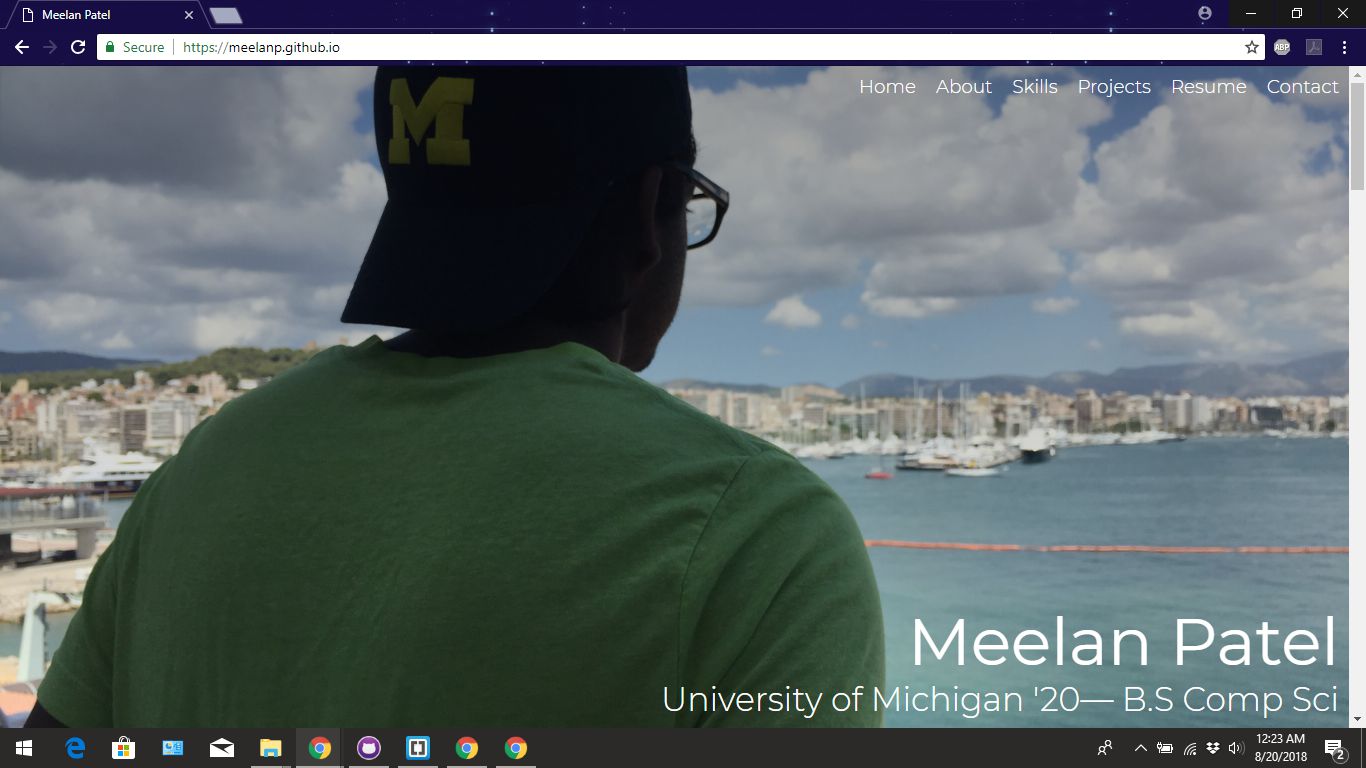 Meelan Patel
Secure https://meelanp.github.io
ABP
M
Home About Skills Projects Resume Contact
Meelan Patel
University of Michigan '20— B.S Comp Sci
12:23 AM
8/20/2018
2